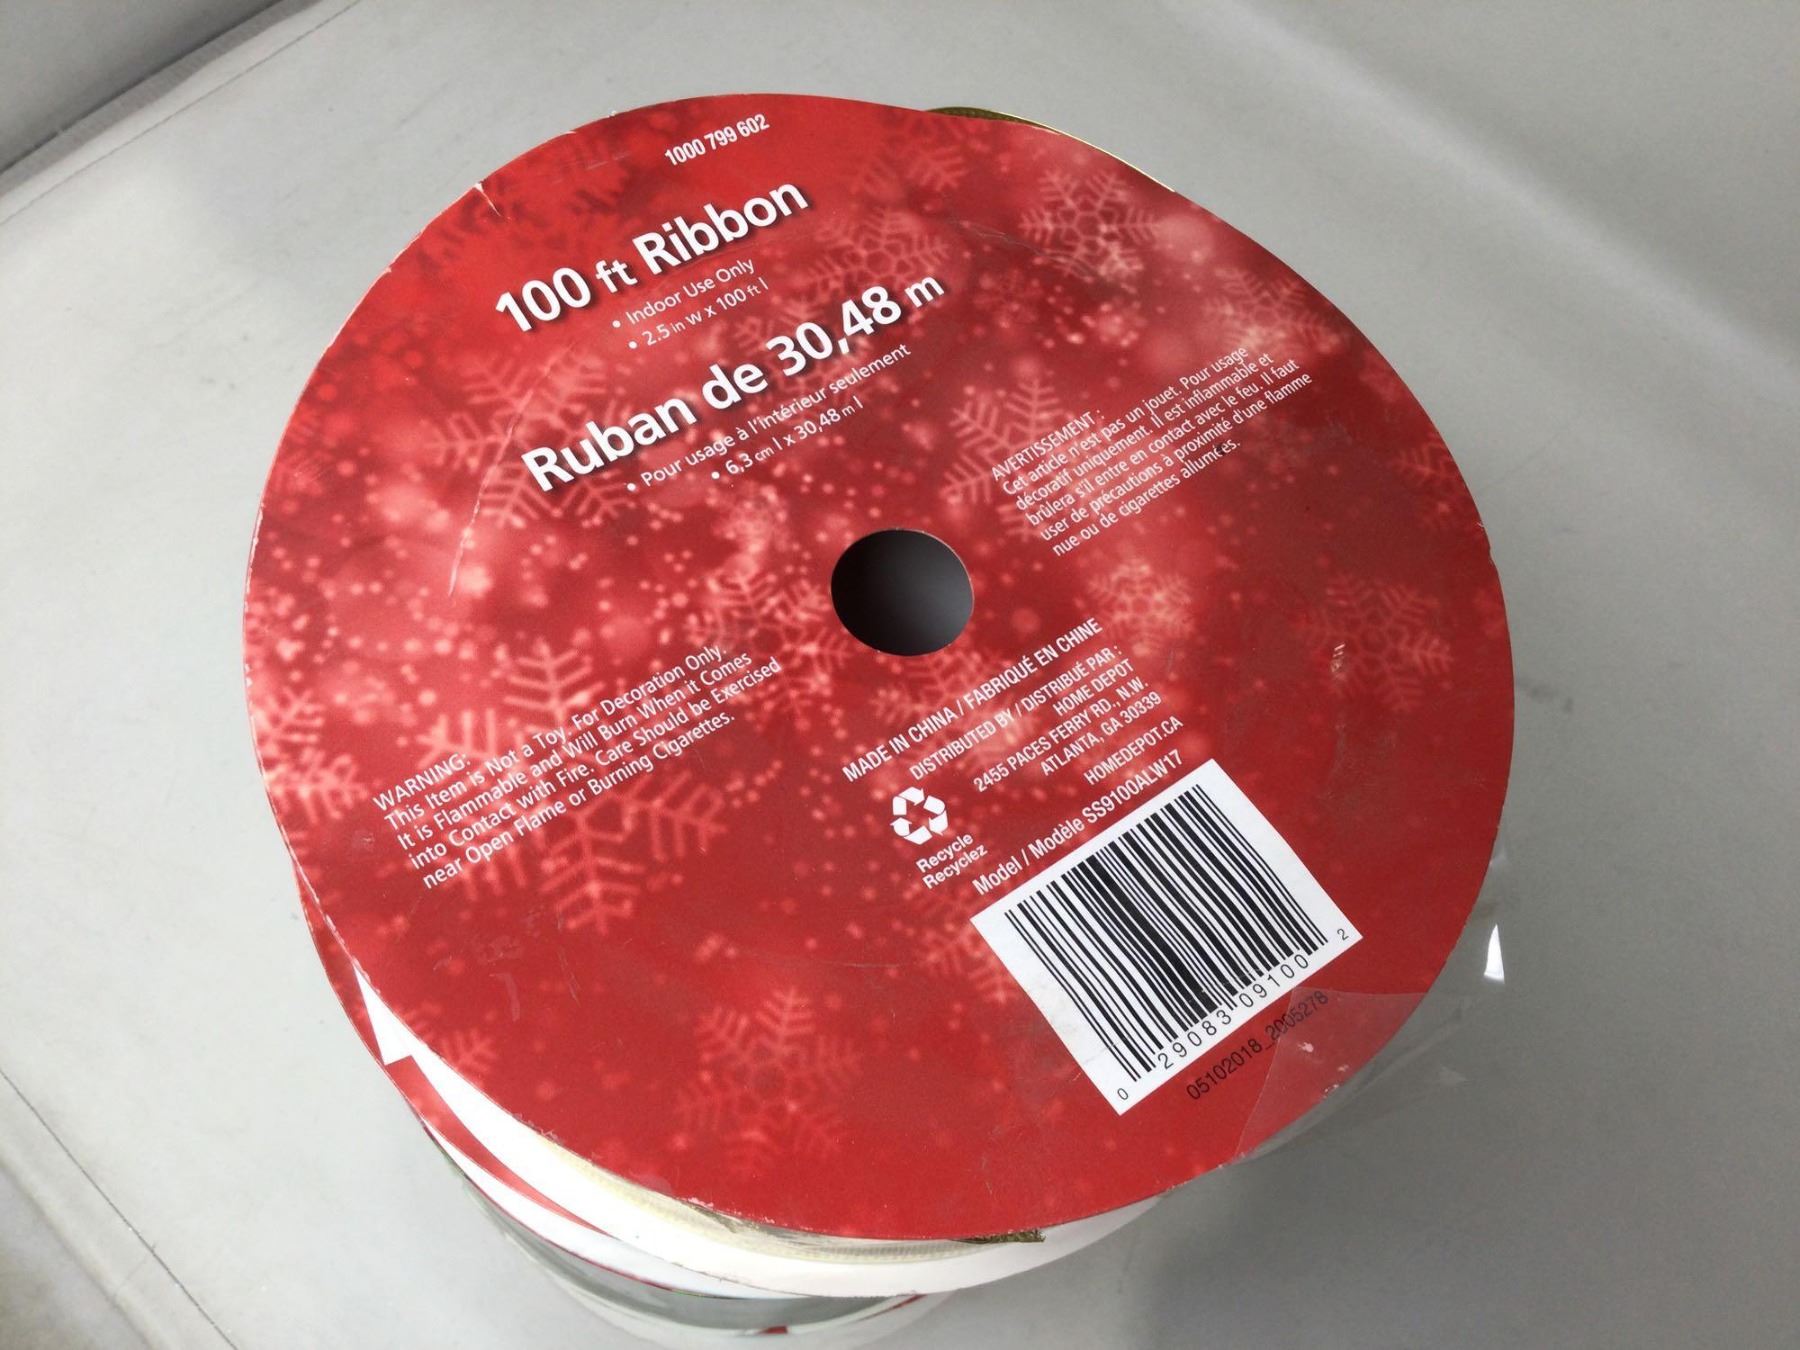 1000 799 602
100 ft Ribbon
• Indoor Use Only
• 2.5 in w x 100 ft l
Ruban de 30,48 m
• Pour usage à l'intérieur seulement
• 6,3 cm l x 30,48 m l
AVERTISSEMENT :
Cet article n'est pas un jouet. Pour usage
décoratif uniquement. Il est inflammable et
brûlera s'il entre en contact avec le feu. Il faut
user de précautions à proximité d'une flamme
nue ou de cigarettes allumées.
WARNING:
This Item is Not a Toy. For Decoration Only.
It is Flammable and Will Burn When it Comes
into Contact with Fire. Care Should be Exercised
near Open Flame or Burning Cigarettes.
MADE IN CHINA / FABRIQUÉ EN CHINE
DISTRIBUTED BY / DISTRIBUÉ PAR :
HOME DEPOT
2455 PACES FERRY RD., N.W.
ATLANTA, GA 30339
HOMEDEPOT.CA
Recycle
Recyclez
Model / Modèle SS9100ALW17
0 29083 09100 2
05102018_2005278